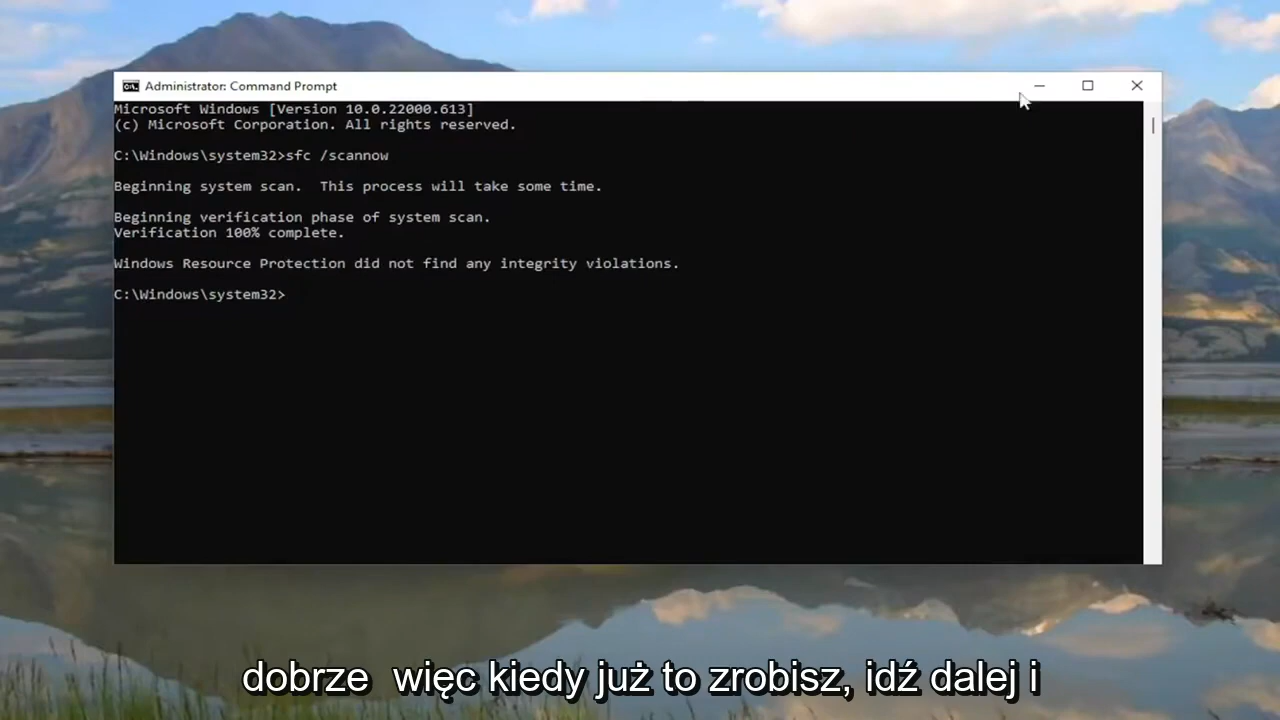 Administrator: Command Prompt
Microsoft Windows [Version 10.0.22000.613]
(c) Microsoft Corporation. All rights reserved.
C:\Windows\system32>sfc /scannow
Beginning system scan.  This process will take some time.
Beginning verification phase of system scan.
Verification 100% complete.
Windows Resource Protection did not find any integrity violations.
C:\Windows\system32>
dobrze  więc kiedy już to zrobisz, idź dalej i